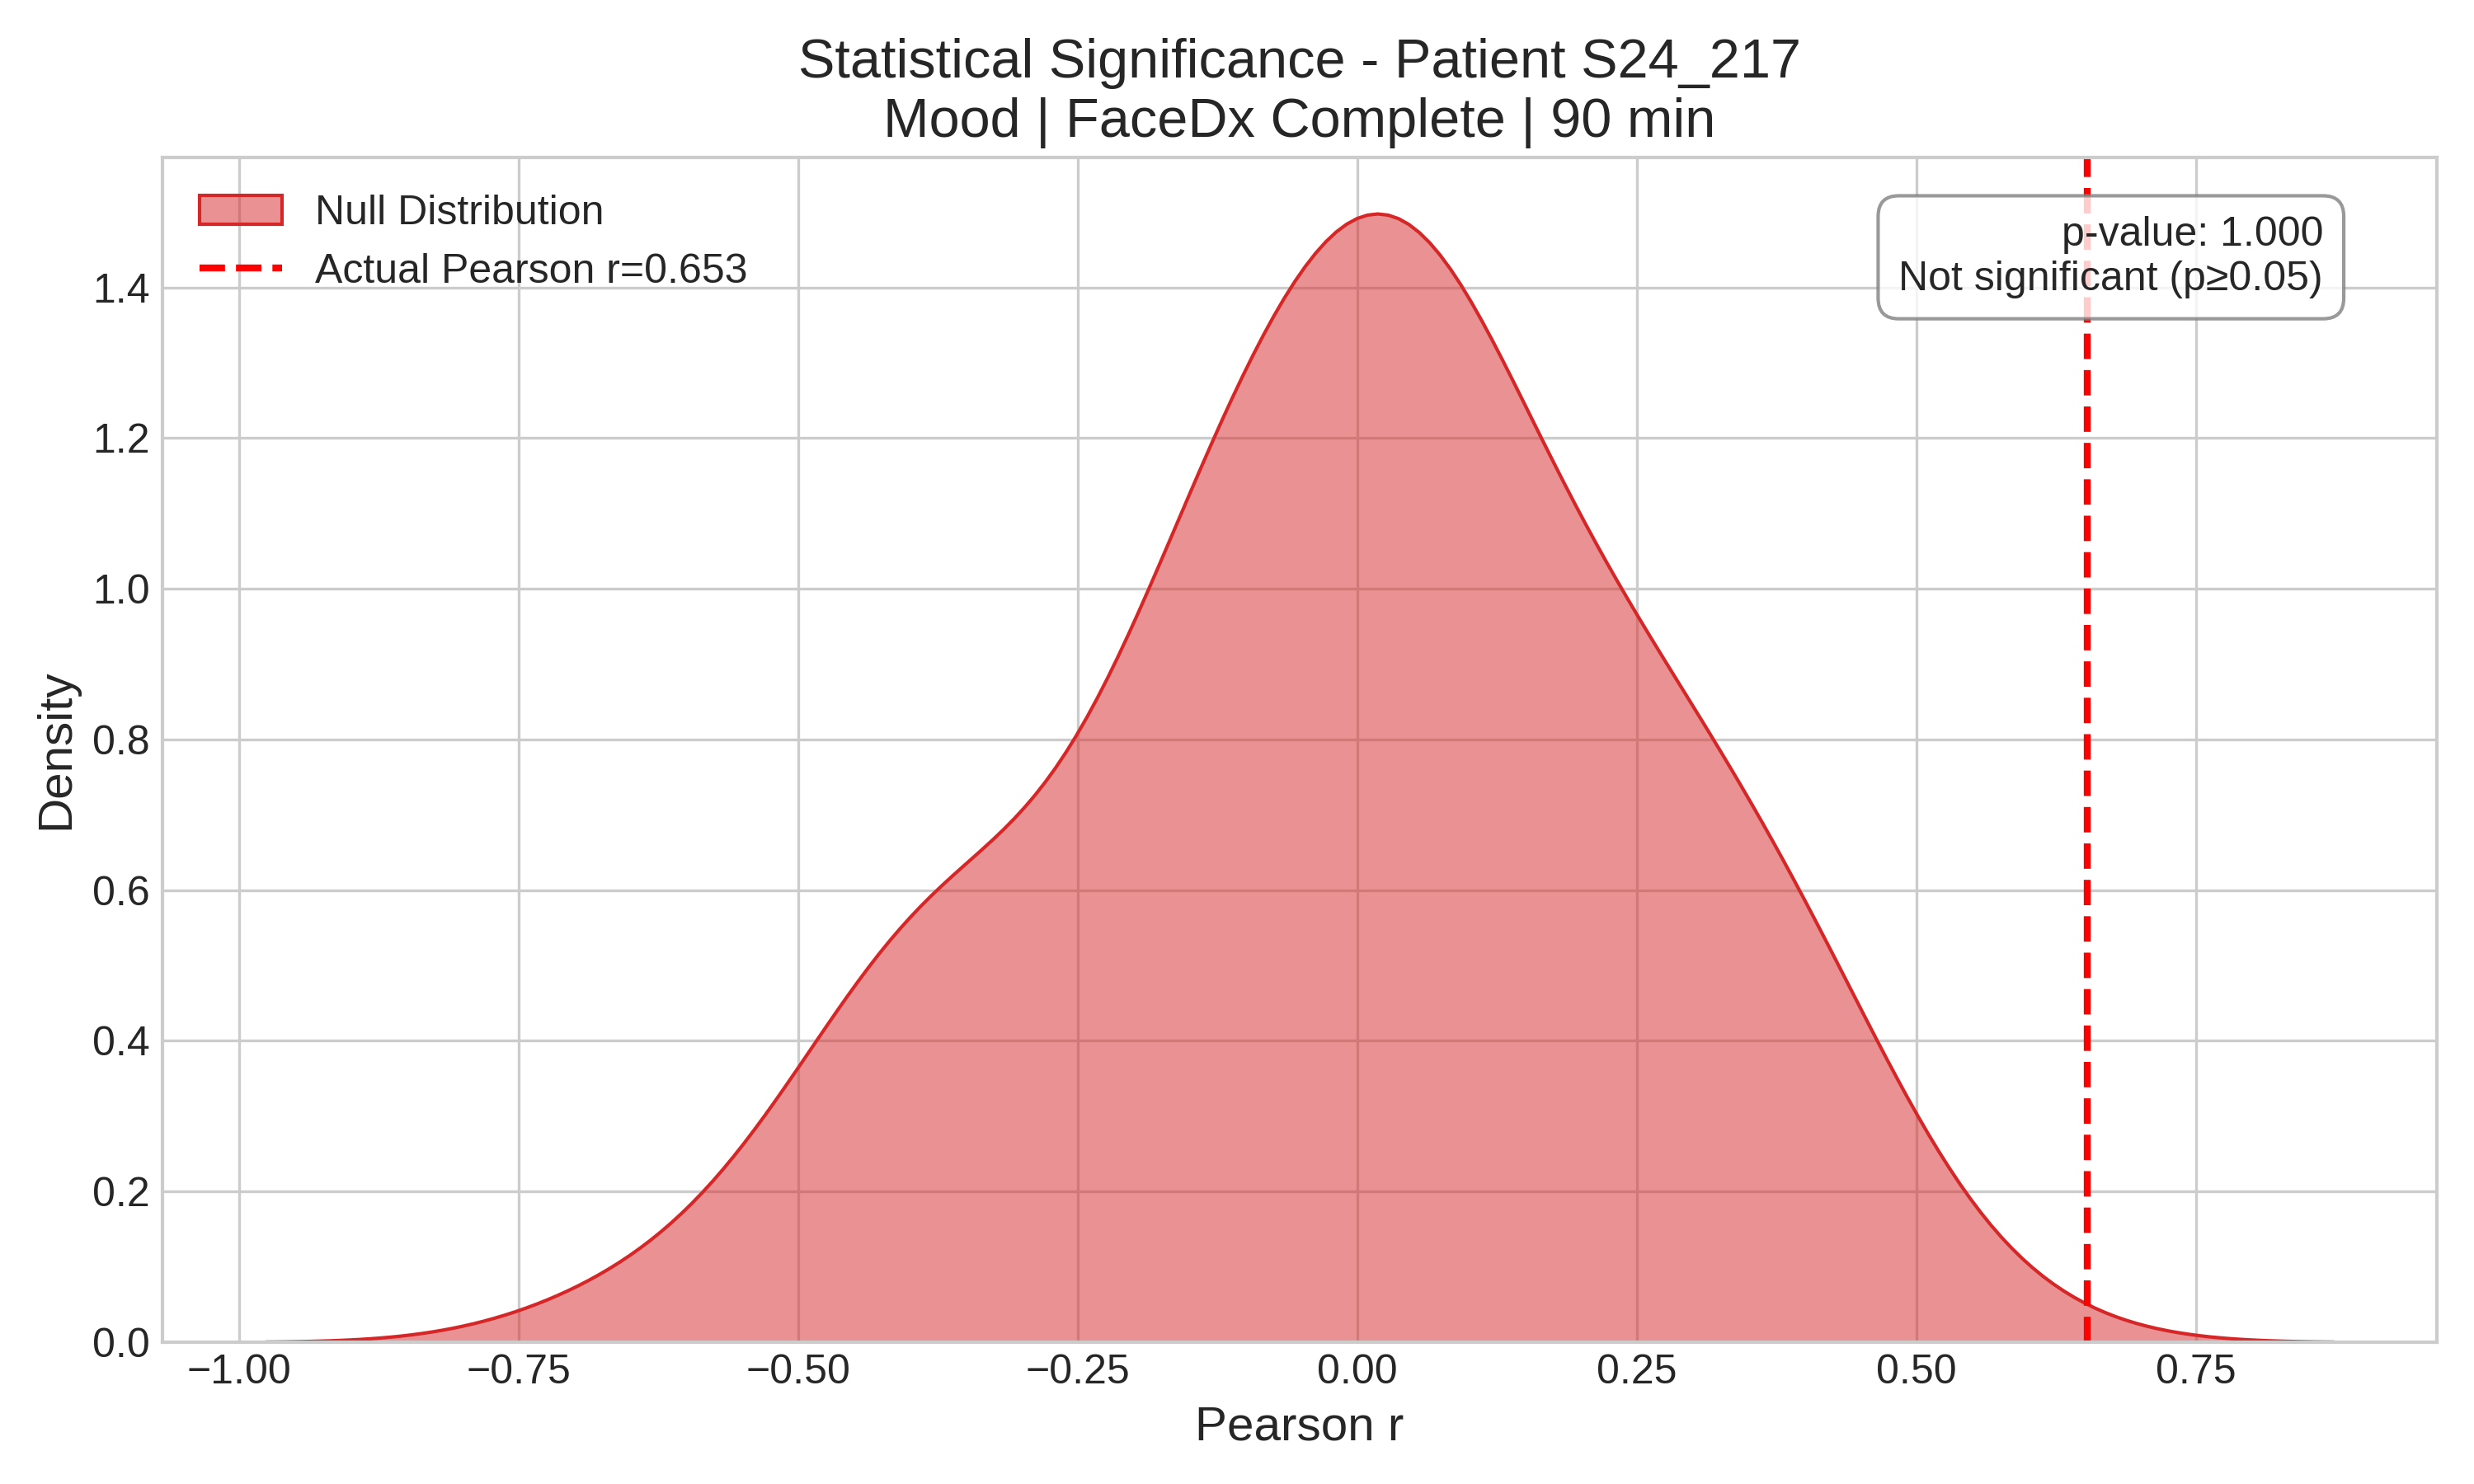 Statistical Significance - Patient S24_217
Mood | FaceDx Complete | 90 min
Null Distribution
Actual Pearson r=0.653
p-value: 1.000
Not significant (p≥0.05)
Density
1.4
1.2
1.0
0.8
0.6
0.4
0.2
0.0
−1.00 −0.75 −0.50 −0.25 0.00 0.25 0.50 0.75
Pearson r